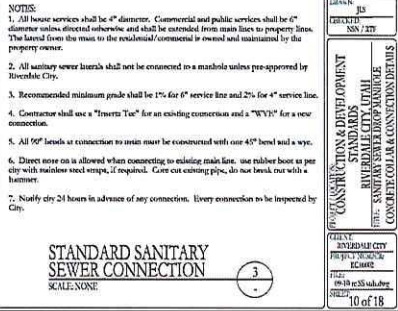 NOTES:
1. All house services shall be 4" diameter. Commercial and public services shall be 6"
diameter unless directed otherwise and shall be extended from main lines to property lines.
The lateral from the main to the residential/commercial is owned and maintained by the
property owner.
2. All sanitary sewer laterals shall not be connected to a manhole unless pre-approved by
Riverdale City.
3. Recommended minimum grade shall be 1% for 6" service line and 2% for 4" service line.
4. Contractor shall use a "Inserta Tee" for an existing connection and a "WYE" for a new
connection.
5. All 90° bends at connection to main must be constructed with one 45° bend and a wye.
6. Direct nose on is allowed when connecting to existing main line. use rubber boot as per
city with stainless steel straps, if required. Core cut existing pipe, do not break out with a
hammer.
7. Notify city 24 hours in advance of any connection. Every connection to be inspected by
City.
STANDARD SANITARY
SEWER CONNECTION
SCALE: NONE
3
-
JLS
CHECKED:
NSN / RTF
PROJECT LOCATION:
CONSTRUCTION & DEVELOPMENT
STANDARDS
RIVERDALE CITY, UTAH
TITLE: SANITARY SEWER DROP MANHOLE,
CONCRETE COLLAR & CONNECTION DETAILS
CLIENT:
RIVERDALE CITY
PROJECT NUMBER:
FILE:
SHEET:
10 of 18